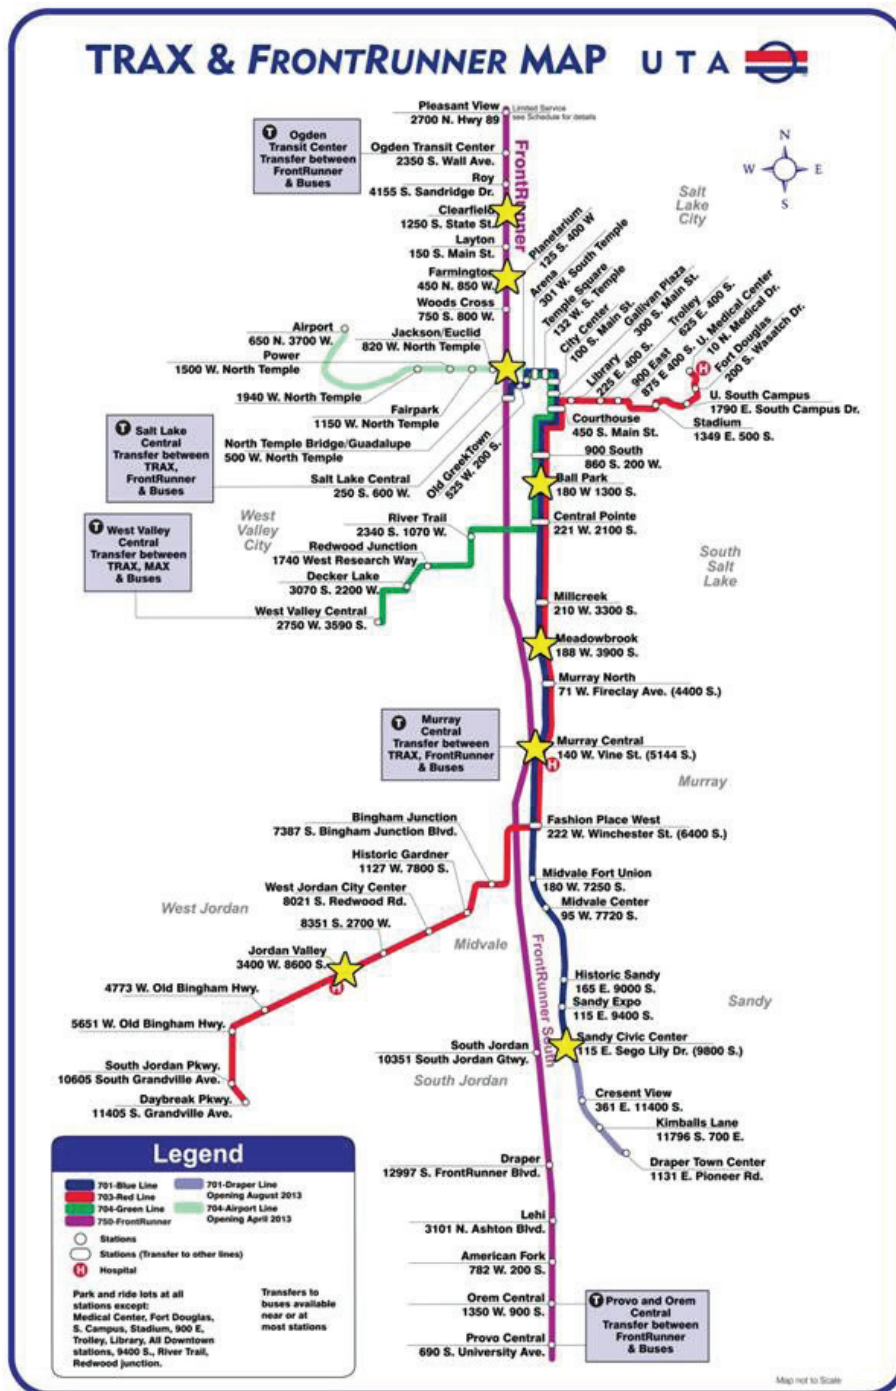 TRAX & FRONTRUNNER MAP UTA
Pleasant View
2700 N. Hwy 89
Limited Service
see Schedule for details
T Ogden
Transit Center
Transfer between
FrontRunner
& Buses
Ogden Transit Center
2350 S. Wall Ave.
Roy
4155 S. Sandridge Dr.
Clearfield
1250 S. State St.
Layton
150 S. Main St.
Farmington
450 N. 850 W.
Woods Cross
750 S. 800 W.
FrontRunner
N
W E
S
Salt
Lake
City
Planetarium
125 S. 400 W
Arena
301 W. South Temple
Temple Square
132 W. S. Temple
City Center
100 S. Main St.
Gallivan Plaza
300 S. Main St.
Library
225 E. 400 S.
Trolley
625 E. 400 S.
900 East
875 E 400 S.
U. Medical Center
10 N. Medical Dr.
Fort Douglas
200 S. Wasatch Dr.
H
U. South Campus
1790 E. South Campus Dr.
Stadium
1349 E. 500 S.
Courthouse
450 S. Main St.
Airport
650 N. 3700 W.
Jackson/Euclid
820 W. North Temple
Power
1500 W. North Temple
1940 W. North Temple
Fairpark
1150 W. North Temple
North Temple Bridge/Guadalupe
500 W. North Temple
Old GreekTown
525 W. 200 S.
T Salt Lake
Central
Transfer between
TRAX,
FrontRunner
& Buses
Salt Lake Central
250 S. 600 W.
900 South
860 S. 200 W.
Ball Park
180 W 1300 S.
Central Pointe
221 W. 2100 S.
T West Valley
Central
Transfer between
TRAX, MAX
& Buses
West
Valley
City
River Trail
2340 S. 1070 W.
Redwood Junction
1740 West Research Way
Decker Lake
3070 S. 2200 W.
West Valley Central
2750 W. 3590 S.
South
Salt
Lake
Millcreek
210 W. 3300 S.
Meadowbrook
188 W. 3900 S.
Murray North
71 W. Fireclay Ave. (4400 S.)
T Murray
Central
Transfer between
TRAX, FrontRunner
& Buses
Murray Central
140 W. Vine St. (5144 S.)
H
Murray
Bingham Junction
7387 S. Bingham Junction Blvd.
Fashion Place West
222 W. Winchester St. (6400 S.)
Historic Gardner
1127 W. 7800 S.
Midvale Fort Union
180 W. 7250 S.
West Jordan City Center
8021 S. Redwood Rd.
Midvale Center
95 W. 7720 S.
West Jordan
8351 S. 2700 W.
Midvale
Jordan Valley
3400 W. 8600 S.
H
FrontRunner South
4773 W. Old Bingham Hwy.
Historic Sandy
165 E. 9000 S.
Sandy
Sandy Expo
115 E. 9400 S.
5651 W. Old Bingham Hwy.
Sandy Civic Center
115 E. Sego Lily Dr. (9800 S.)
South Jordan
10351 South Jordan Gtwy.
South Jordan
South Jordan Pkwy.
10605 South Grandville Ave.
Daybreak Pkwy.
11405 S. Grandville Ave.
Cresent View
361 E. 11400 S.
Kimballs Lane
11796 S. 700 E.
Draper Town Center
1131 E. Pioneer Rd.
Draper
12997 S. FrontRunner Blvd.
Lehi
3101 N. Ashton Blvd.
American Fork
782 W. 200 S.
Orem Central
1350 W. 900 S.
Provo Central
690 S. University Ave.
T Provo and Orem
Central
Transfer between
FrontRunner
& Buses
Legend
701-Blue Line
703-Red Line
704-Green Line
750-FrontRunner
701-Draper Line
Opening August 2013
704-Airport Line
Opening April 2013
Stations
Stations (Transfer to other lines)
H Hospital
Park and ride lots at all
stations except:
Medical Center, Fort Douglas,
S. Campus, Stadium, 900 E,
Trolley, Library, All Downtown
stations, 9400 S., River Trail,
Redwood junction.
Transfers to
buses available
near or at
most stations
Map not to Scale